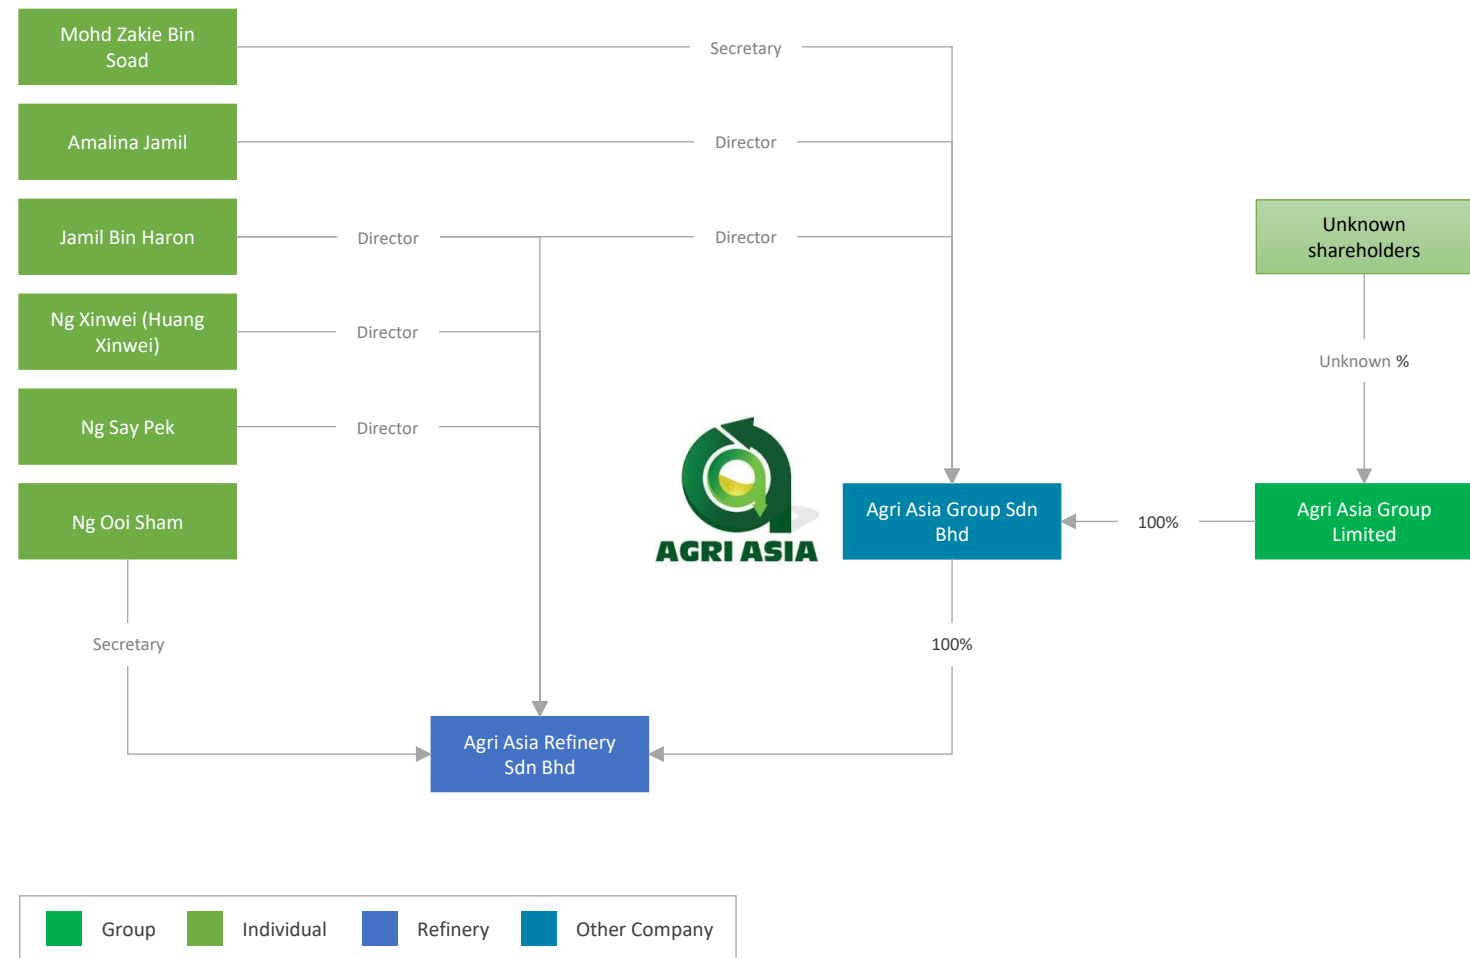 Mohd Zakie Bin
Soad
Secretary
Amalina Jamil
Director
Jamil Bin Haron
Director
Director
Unknown
shareholders
Ng Xinwei (Huang
Xinwei)
Director
Unknown %
Ng Say Pek
Director
Ng Ooi Sham
AGRI ASIA
Agri Asia Group Sdn
Bhd
100%
Agri Asia Group
Limited
Secretary
100%
Agri Asia Refinery
Sdn Bhd
Group
Individual
Refinery
Other Company